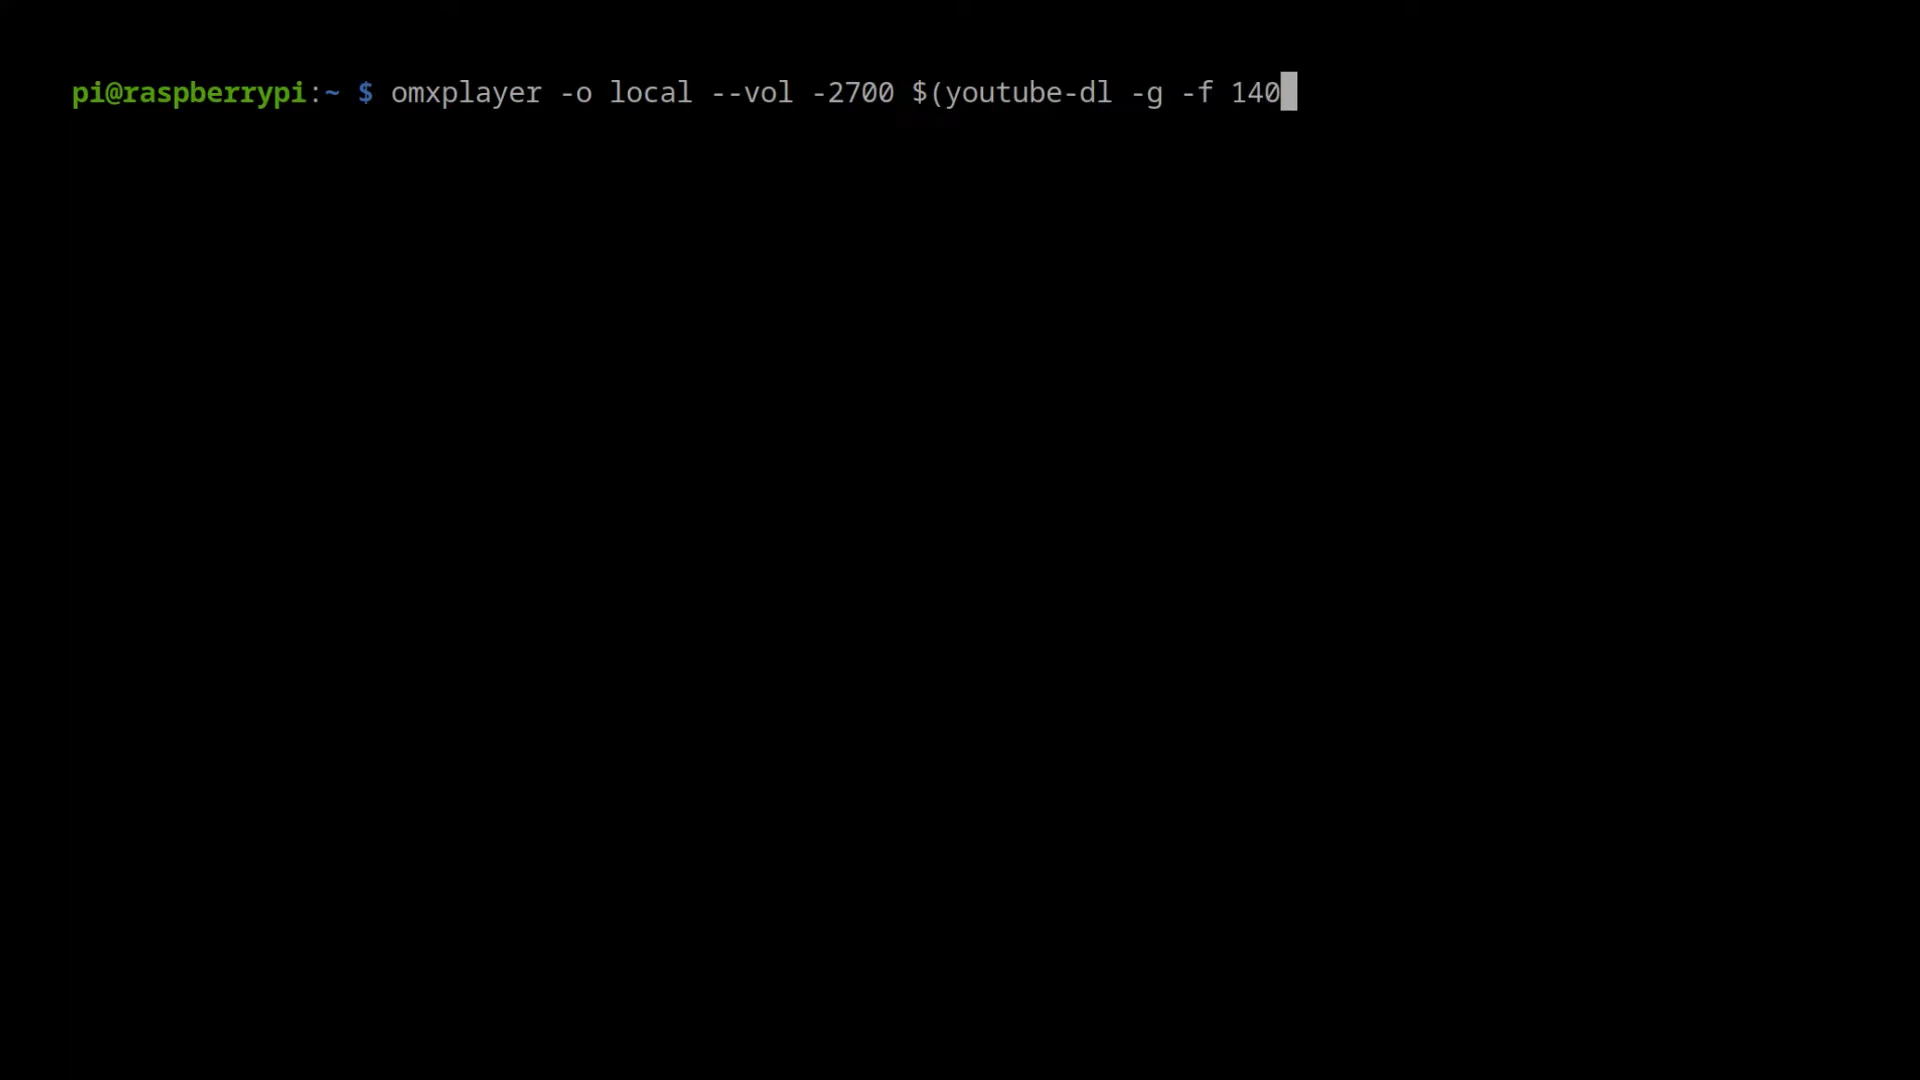 pi@raspberrypi:~ $ omxplayer -o local --vol -2700 $(youtube-dl -g -f 140